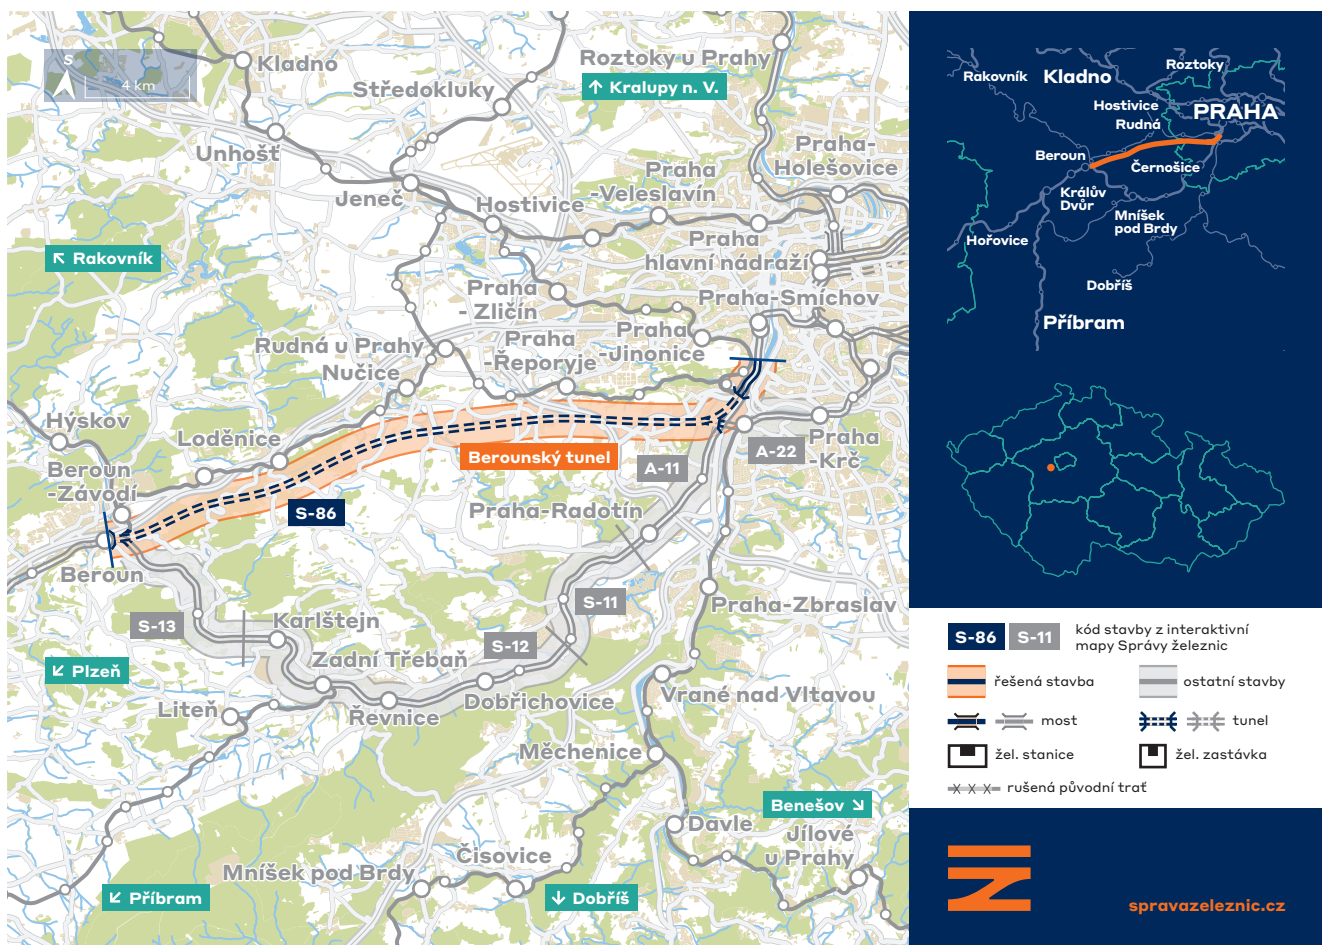 S
4 km
Kladno
Roztoky u Prahy
↑ Kralupy n. V.
Středokluky
Unhošť
Praha-
Holešovice
Jeneč
Praha
-Veleslavín
Hostivice
↖ Rakovník
Praha
hlavní nádraží
Praha
- Zličín
Praha-Smíchov
Rudná u Prahy
Praha
-Řeporyje
Praha
-Jinonice
Nučice
Hýskov
Loděnice
Berounský tunel
A-11
A-22
Praha
-Krč
Beroun
-Závodí
S-86
Praha-Radotín
Beroun
S-13
Karlštejn
S-11
Praha-Zbraslav
S-12
↙ Plzeň
Zadní Třebaň
Liteň
Řevnice
Dobřichovice
Vrané nad Vltavou
Měchenice
Benešov ↘
Davle
Jílové
u Prahy
Čisovice
Mníšek pod Brdy
↙ Příbram
↓ Dobříš
Roztoky
Rakovník
Kladno
Hostivice
PRAHA
Rudná
Beroun
Černošice
Králův
Dvůr
Mníšek
pod Brdy
Hořovice
Dobříš
Příbram
S-86
S-11
kód stavby z interaktivní
mapy Správy železnic
řešená stavba
ostatní stavby
most
tunel
žel. stanice
žel. zastávka
rušená původní trať
spravazeleznic.cz